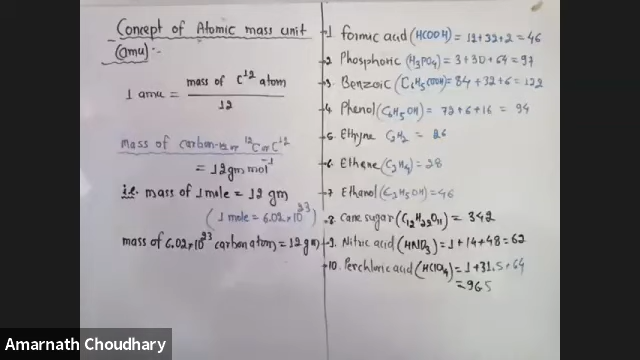 Concept of Atomic mass unit
(amu):-
1 amu = mass of C12 atom
12
mass of carbon-12 or 12C or C12
= 12 gm mol-1
i.e. mass of 1 mole = 12 gm
(1 mole = 6.02×10^23)
mass of 6.02×10^23 carbon atom = 12 gm
1 Formic acid (HCOOH) = 12+32+2 = 46
2. Phosphoric (H3PO4) = 3+30+64 = 97
3. Benzoic (C6H5COOH) = 84+32+6 = 122
4. Phenol (C6H5OH) = 72+6+16 = 94
5. Ethyne C2H2 = 26
6. Ethene (C2H4) = 28
7 Ethanol (C2H5OH) = 46
8. Cane sugar (C12H22O11) = 342
9. Nitric acid (HNO3) = 1+14+48 = 62
10. Perchloric acid (HClO4) = 1+31.5+64
= 96.5
Amarnath Choudhary